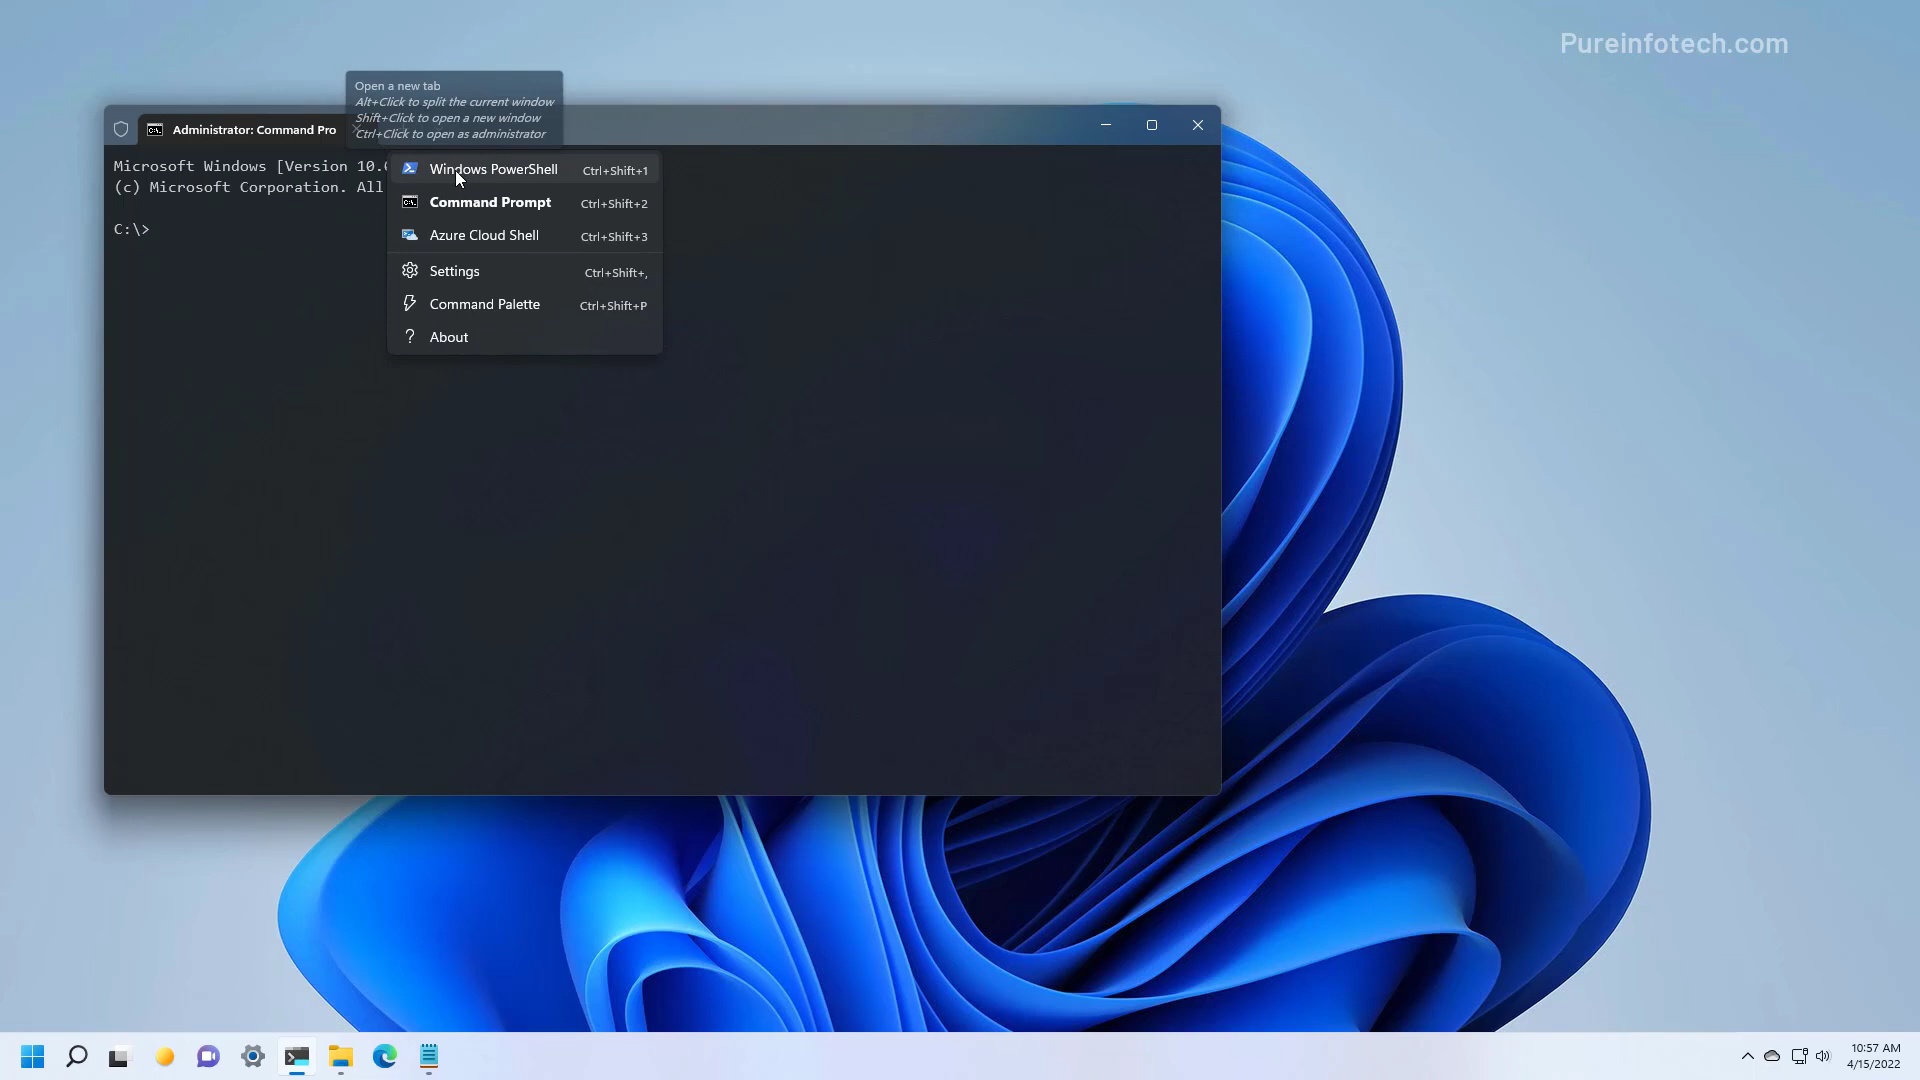 Pureinfotech.com
Open a new tab
Alt+Click to split the current window
Shift+Click to open a new window
Ctrl+Click to open as administrator
Administrator: Command Pro
Microsoft Windows [Version 10.
(c) Microsoft Corporation. All
C:\>
Windows PowerShell Ctrl+Shift+1
Command Prompt Ctrl+Shift+2
Azure Cloud Shell Ctrl+Shift+3
Settings Ctrl+Shift+,
Command Palette Ctrl+Shift+P
? About
10:57 AM
4/15/2022